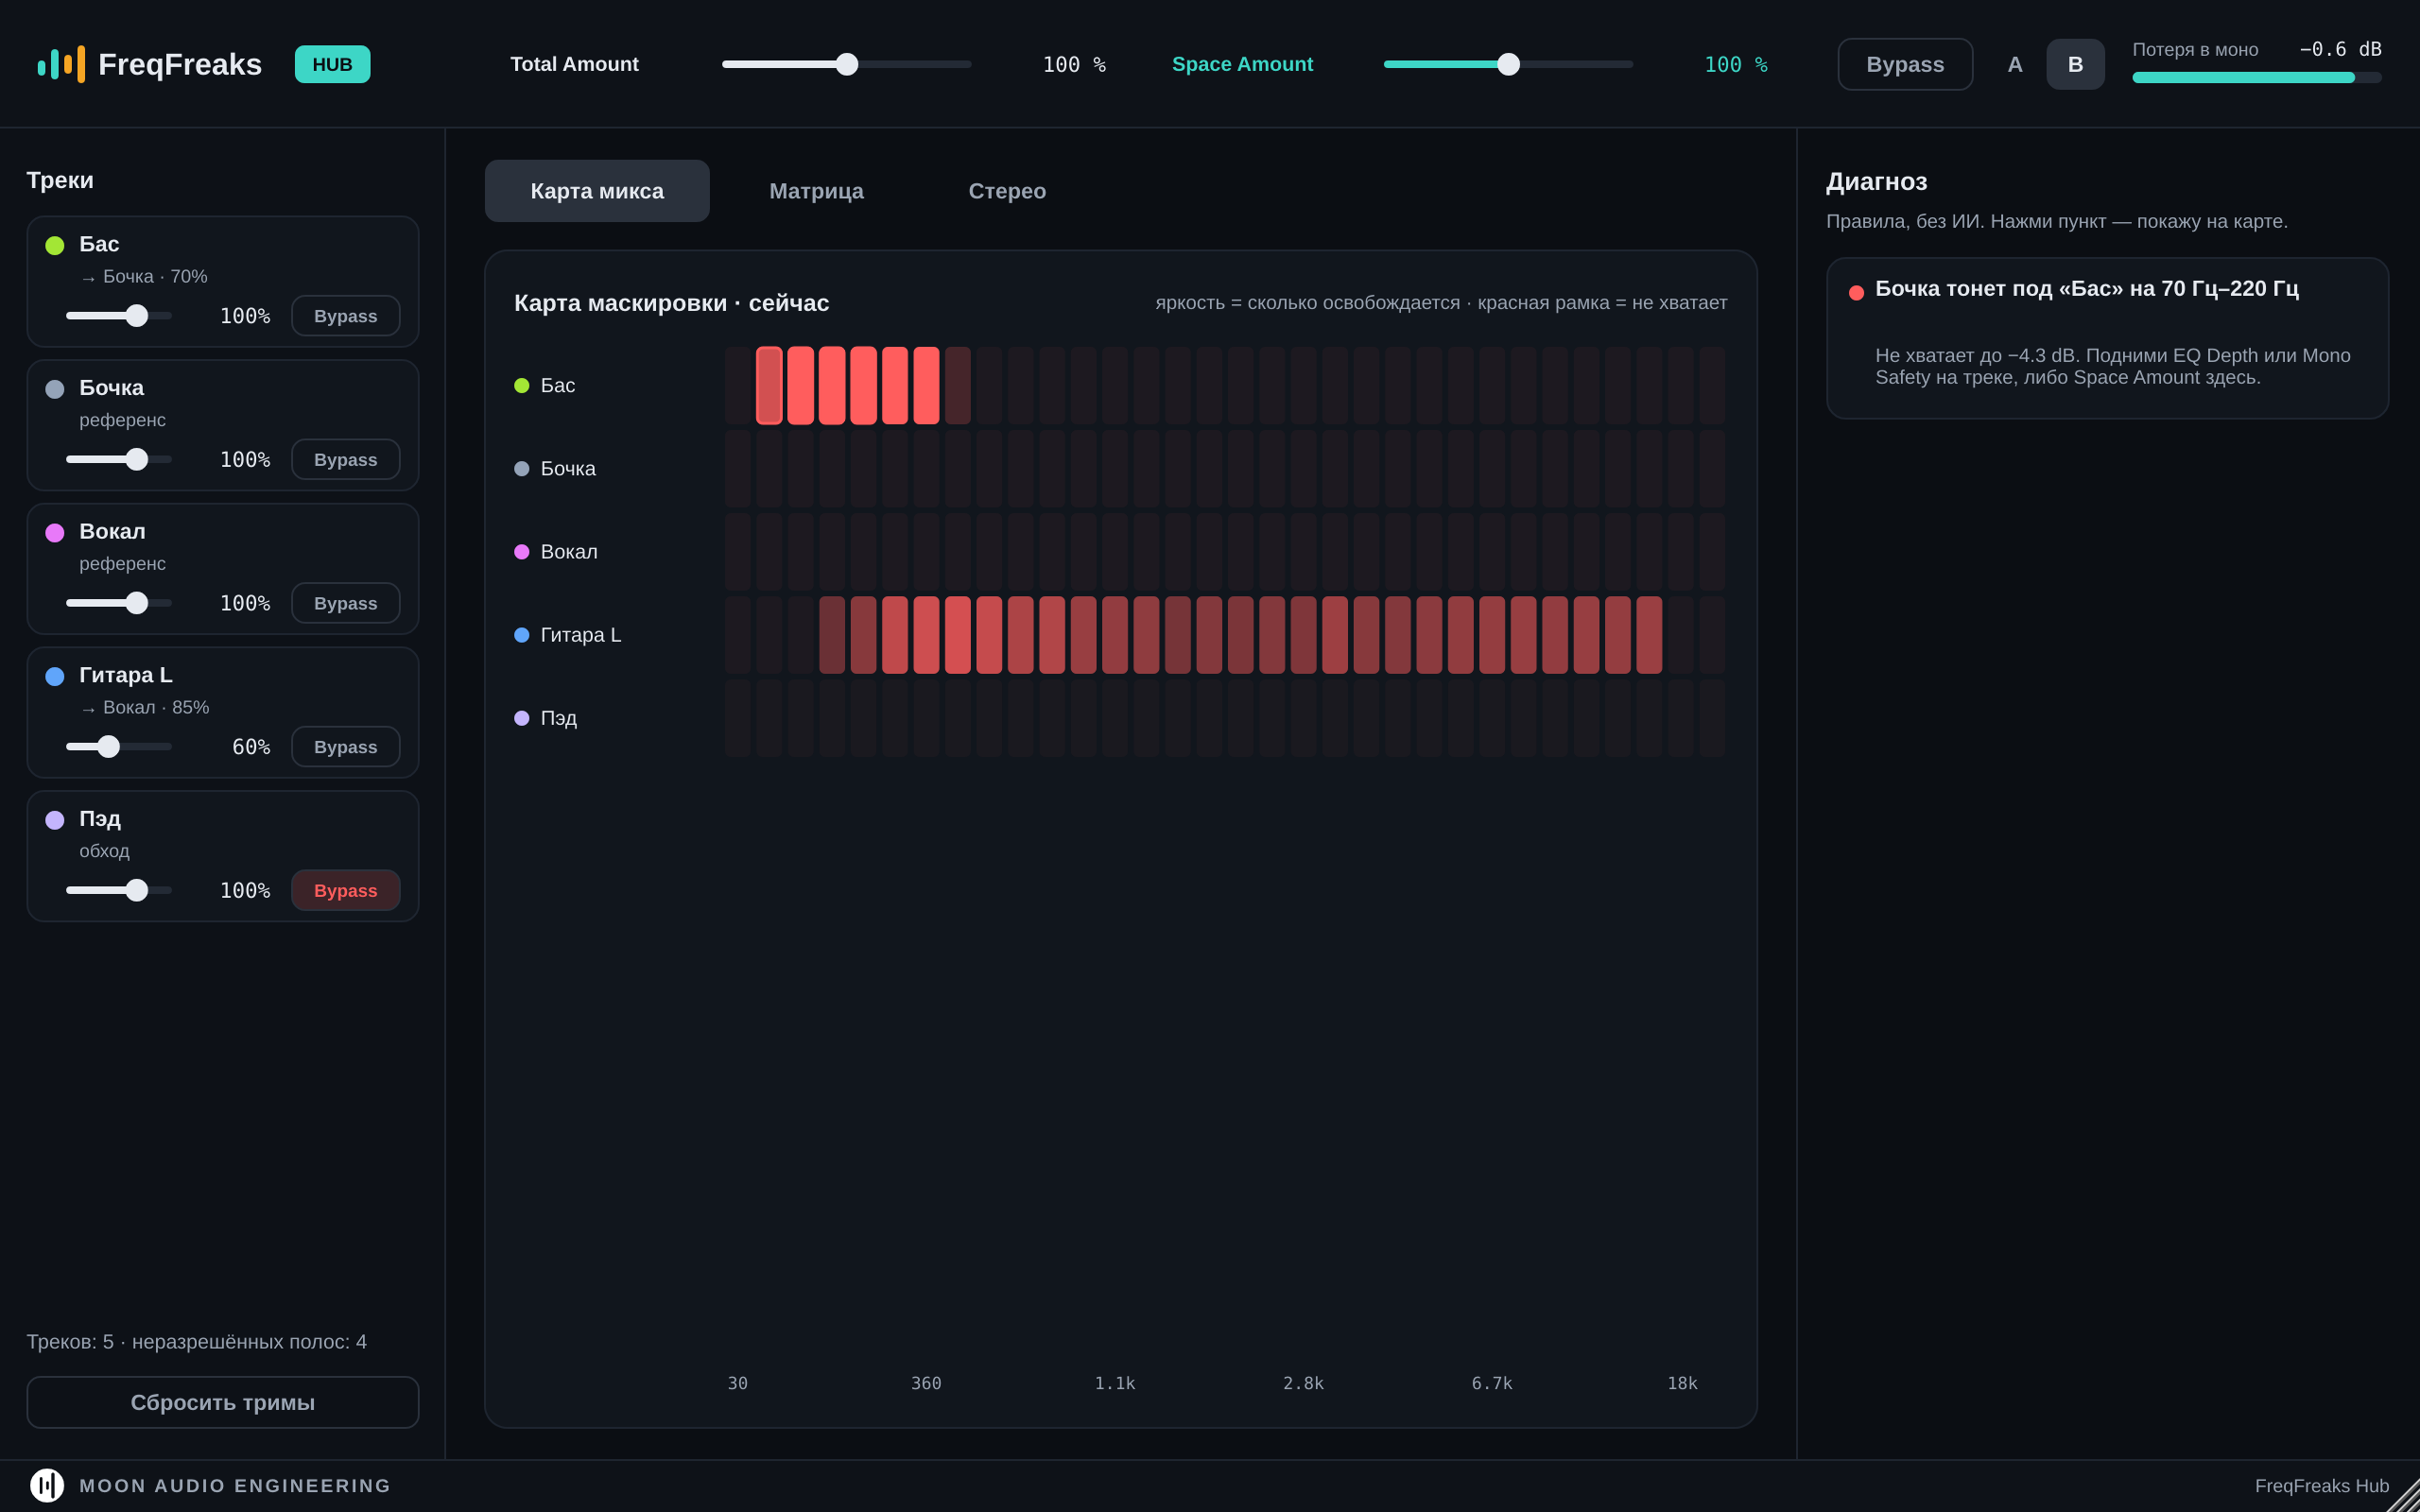 FreqFreaks
HUB
Total Amount
100 %
Space Amount
100 %
Bypass
A
B
Потеря в моно
−0.6 dB
Треки
Бас
→ Бочка · 70%
100%
Bypass
Бочка
референс
100%
Bypass
Вокал
референс
100%
Bypass
Гитара L
→ Вокал · 85%
60%
Bypass
Пэд
обход
100%
Bypass
Треков: 5 · неразрешённых полос: 4
Сбросить тримы
Карта микса
Матрица
Стерео
Карта маскировки · сейчас
яркость = сколько освобождается · красная рамка = не хватает
Бас
Бочка
Вокал
Гитара L
Пэд
30
360
1.1k
2.8k
6.7k
18k
Диагноз
Правила, без ИИ. Нажми пункт — покажу на карте.
Бочка тонет под «Бас» на 70 Гц–220 Гц
Не хватает до −4.3 dB. Подними EQ Depth или Mono
Safety на треке, либо Space Amount здесь.
MOON AUDIO ENGINEERING
FreqFreaks Hub